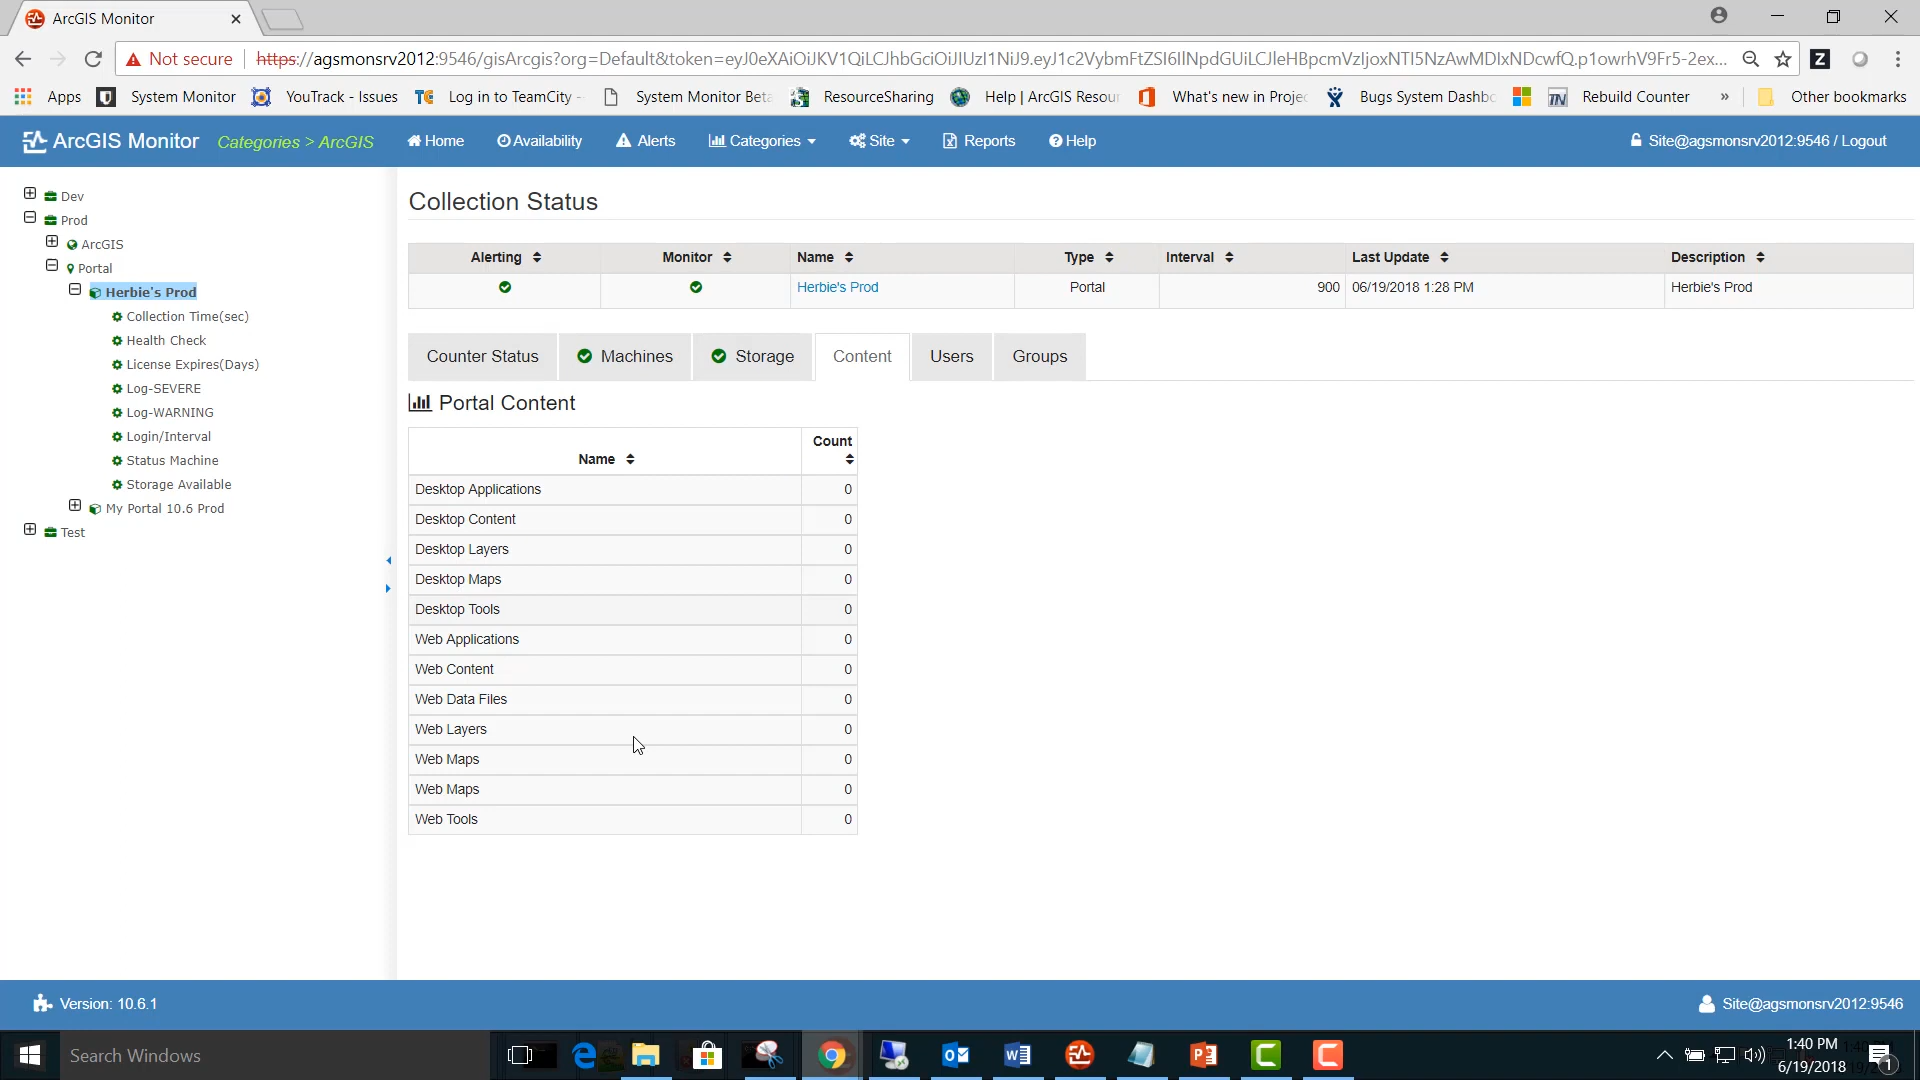 ArcGIS Monitor
Not secure https://agsmonsrv2012:9546/gisArcgis?org=Default&token=eyJ0eXAiOiJKV1QiLCJhbGciOiJIUzI1NiJ9.eyJ1c2VybmFtZSI6IlNpdGUiLCJleHBpcmVzIjoxNTI5NzAwMDIxNDcwfQ.p1owrhV9Fr5-2ex...
Apps System Monitor YouTrack - Issues Log in to TeamCity - System Monitor Beta ResourceSharing Help | ArcGIS Resour What's new in Projec Bugs System Dashbo Rebuild Counter » Other bookmarks
ArcGIS Monitor Categories > ArcGIS Home Availability Alerts Categories Site Reports Help Site@agsmonsrv2012:9546 / Logout
Dev
Prod
ArcGIS
Portal
Herbie's Prod
Collection Time(sec)
Health Check
License Expires(Days)
Log-SEVERE
Log-WARNING
Login/Interval
Status Machine
Storage Available
My Portal 10.6 Prod
Test
Collection Status
Alerting Monitor Name Type Interval Last Update Description
Herbie's Prod Portal 900 06/19/2018 1:28 PM Herbie's Prod
Counter Status Machines Storage Content Users Groups
Portal Content
Name Count
Desktop Applications 0
Desktop Content 0
Desktop Layers 0
Desktop Maps 0
Desktop Tools 0
Web Applications 0
Web Content 0
Web Data Files 0
Web Layers 0
Web Maps 0
Web Maps 0
Web Tools 0
Version: 10.6.1 Site@agsmonsrv2012:9546
Search Windows
1:40 PM
6/19/2018
1